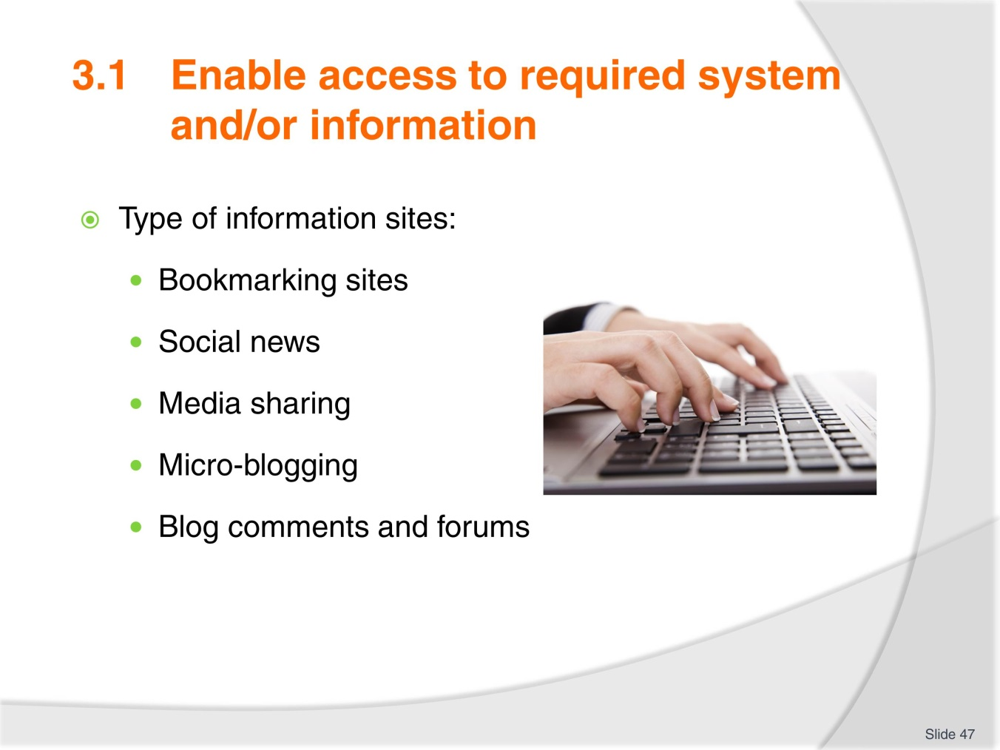 3.1 Enable access to required system
and/or information
Type of information sites:
Bookmarking sites
Social news
Media sharing
Micro-blogging
Blog comments and forums
Slide 47